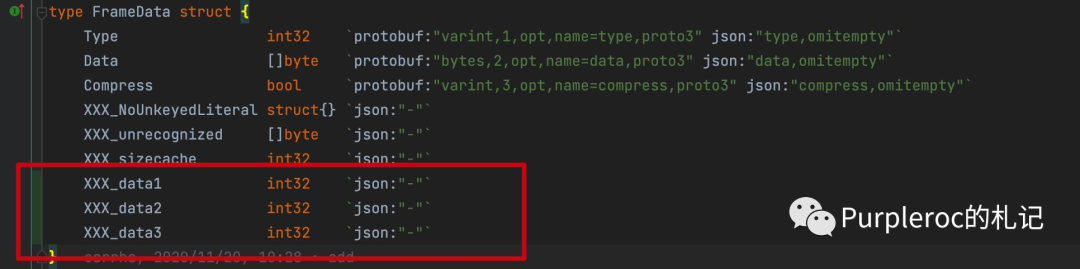 type FrameData struct {
Type int32 `protobuf:"varint,1,opt,name=type,proto3" json:"type,omitempty"`
Data []byte `protobuf:"bytes,2,opt,name=data,proto3" json:"data,omitempty"`
Compress bool `protobuf:"varint,3,opt,name=compress,proto3" json:"compress,omitempty"`
XXX_NoUnkeyedLiteral struct{} `json:"-"`
XXX_unrecognized []byte `json:"-"`
XXX_sizecache int32 `json:"-"`
XXX_data1 int32 `json:"-"`
XXX_data2 int32 `json:"-"`
XXX_data3 int32 `json:"-"`
} 2020/11/20, 10:28 · add
Purpleroc的札记